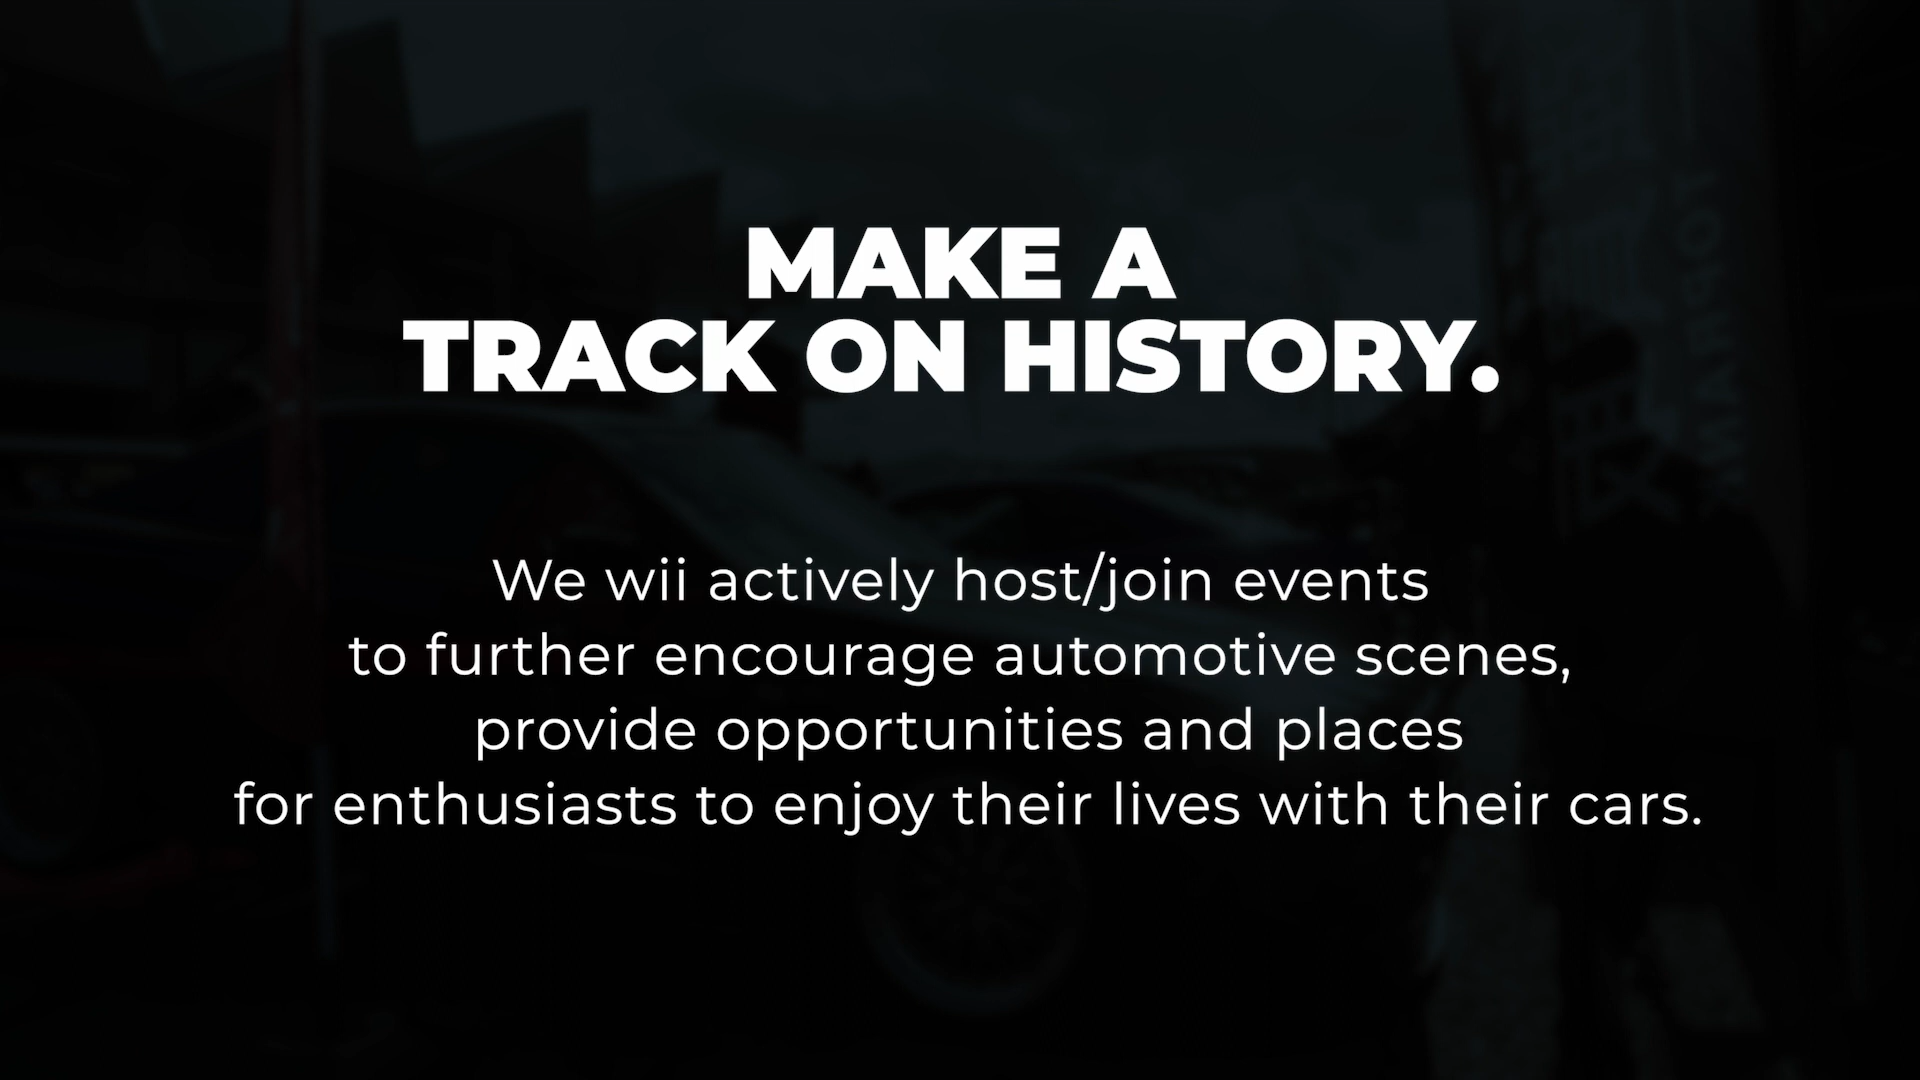 MAKE A
TRACK ON HISTORY.
We wii actively host/join events
to further encourage automotive scenes,
provide opportunities and places
for enthusiasts to enjoy their lives with their cars.